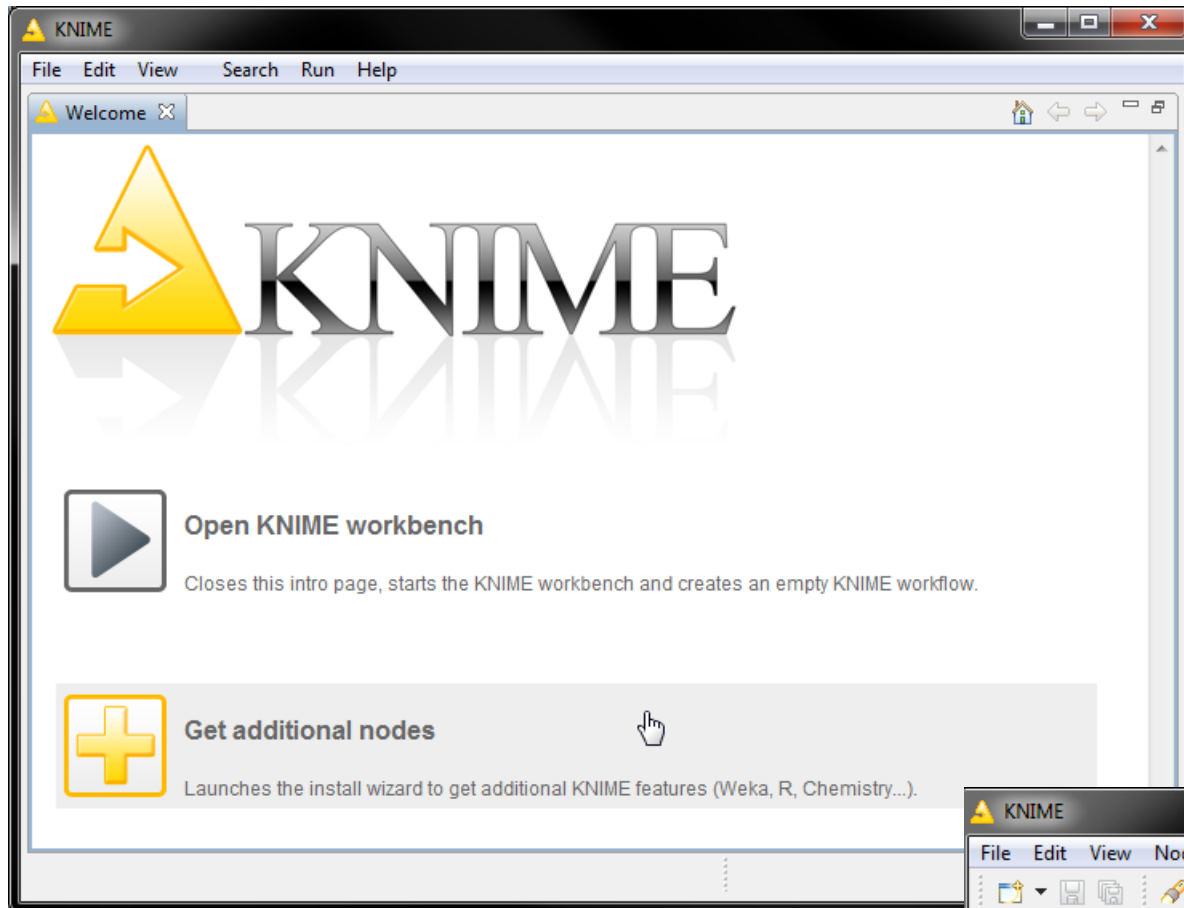 KNIME
File Edit View Search Run Help
Welcome
KNIME
Open KNIME workbench
Closes this intro page, starts the KNIME workbench and creates an empty KNIME workflow.
Get additional nodes
Launches the install wizard to get additional KNIME features (Weka, R, Chemistry...).
KNIME
File Edit View